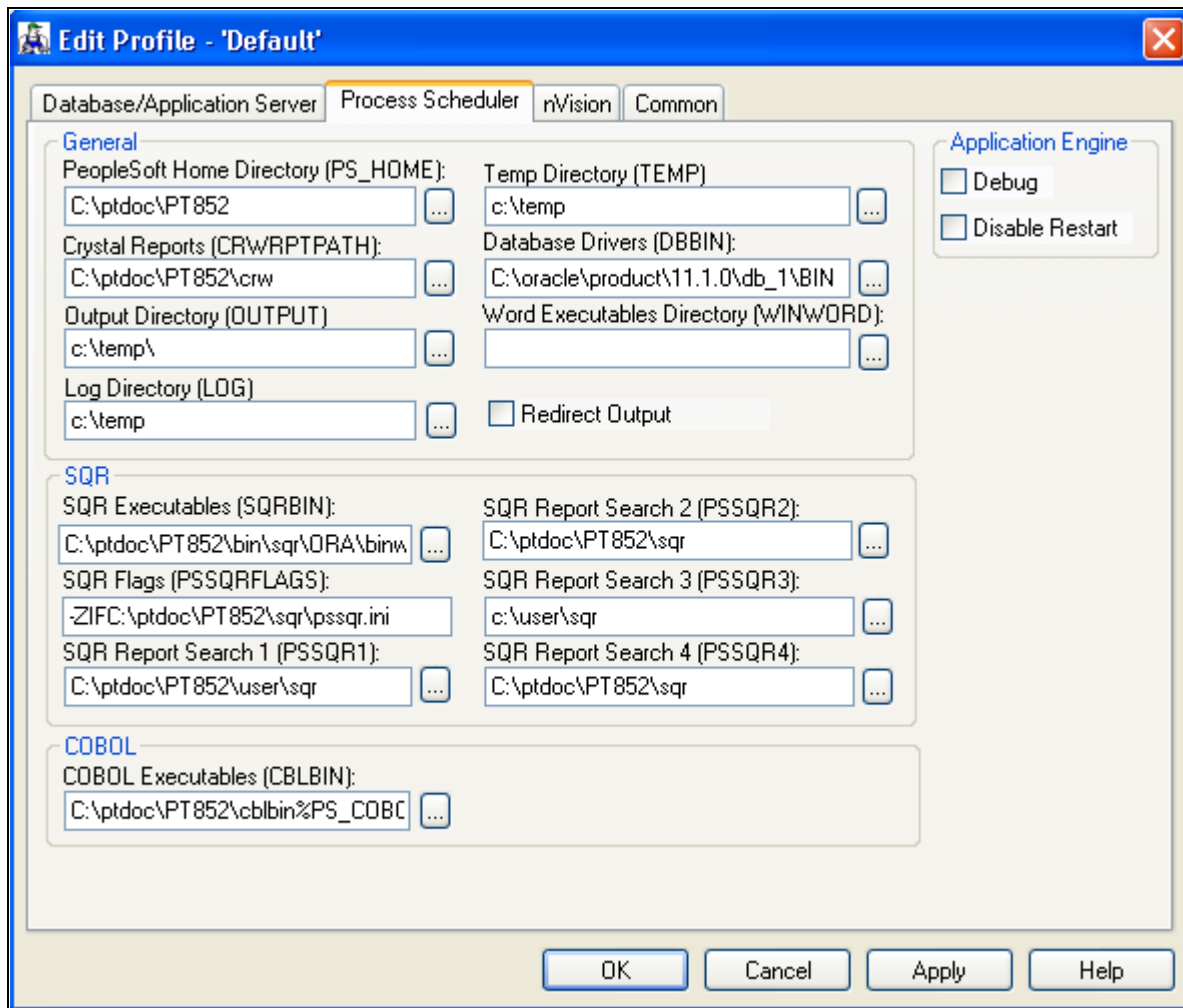 Edit Profile - 'Default'
Database/Application Server Process Scheduler nVision Common
General
PeopleSoft Home Directory (PS_HOME):
C:\ptdoc\PT852 ...
Temp Directory (TEMP)
c:\temp ...
Crystal Reports (CRWRPTPATH):
C:\ptdoc\PT852\crw ...
Database Drivers (DBBIN):
C:\oracle\product\11.1.0\db_1\BIN ...
Output Directory (OUTPUT)
c:\temp\ ...
Word Executables Directory (WINWORD):
...
Log Directory (LOG)
c:\temp ...
Redirect Output
Application Engine
Debug
Disable Restart
SQR
SQR Executables (SQRBIN):
C:\ptdoc\PT852\bin\sqr\ORA\binw ...
SQR Report Search 2 (PSSQR2):
C:\ptdoc\PT852\sqr ...
SQR Flags (PSSQRFLAGS):
-ZIFC:\ptdoc\PT852\sqr\pssqr.ini
SQR Report Search 3 (PSSQR3):
c:\user\sqr ...
SQR Report Search 1 (PSSQR1):
C:\ptdoc\PT852\user\sqr ...
SQR Report Search 4 (PSSQR4):
C:\ptdoc\PT852\sqr ...
COBOL
COBOL Executables (CBLBIN):
C:\ptdoc\PT852\cblbin%PS_COBO ...
OK Cancel Apply Help